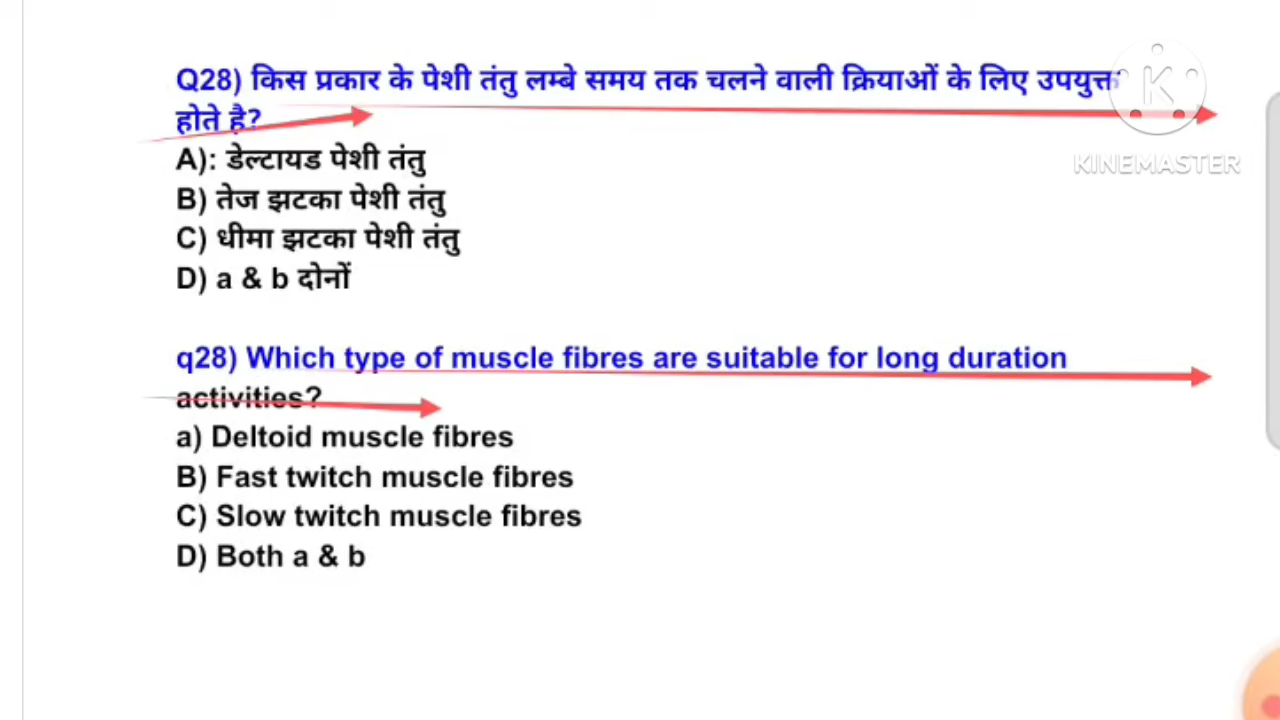 Q28) किस प्रकार के पेशी तंतु लम्बे समय तक चलने वाली क्रियाओं के लिए उपयुक्त
होते है?
A): डेल्टायड पेशी तंतु
B) तेज झटका पेशी तंतु
C) धीमा झटका पेशी तंतु
D) a & b दोनों
q28) Which type of muscle fibres are suitable for long duration
activities?
a) Deltoid muscle fibres
B) Fast twitch muscle fibres
C) Slow twitch muscle fibres
D) Both a & b
K
KINEMASTER